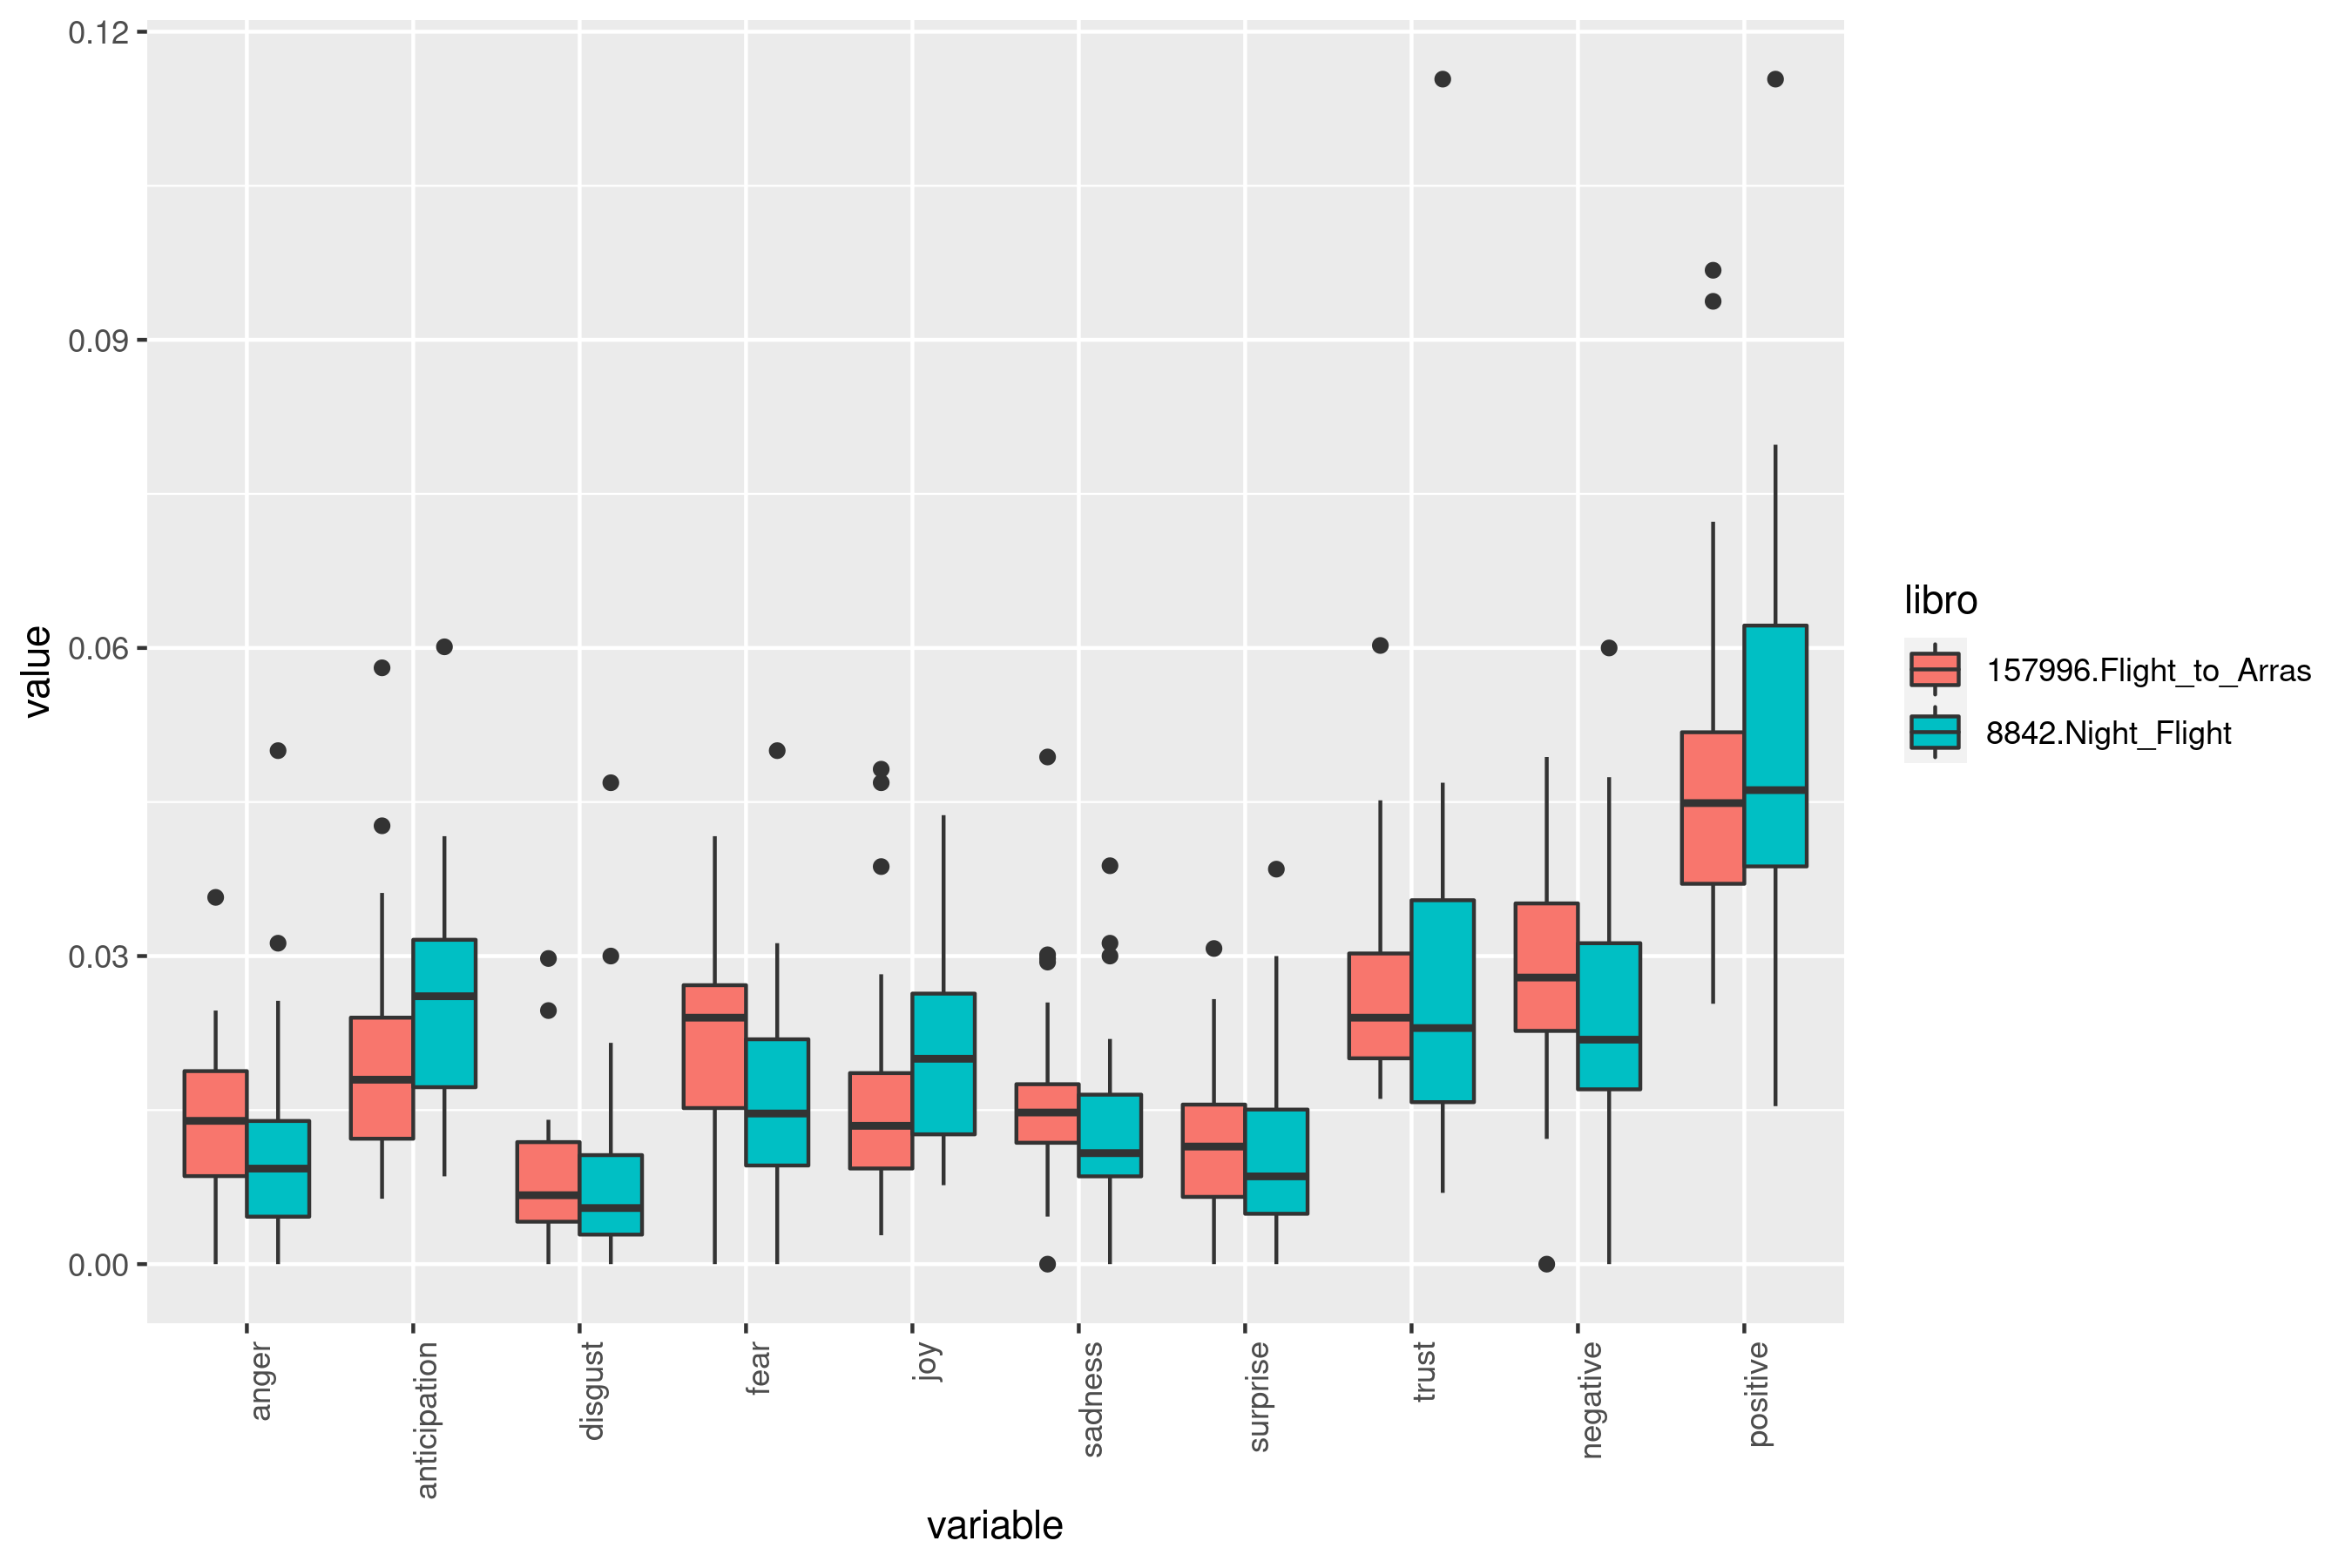 0.12
0.09
0.06
0.03
0.00
value
anger
anticipation
disgust
fear
joy
sadness
surprise
trust
negative
positive
variable
libro
157996.Flight_to_Arras
8842.Night_Flight